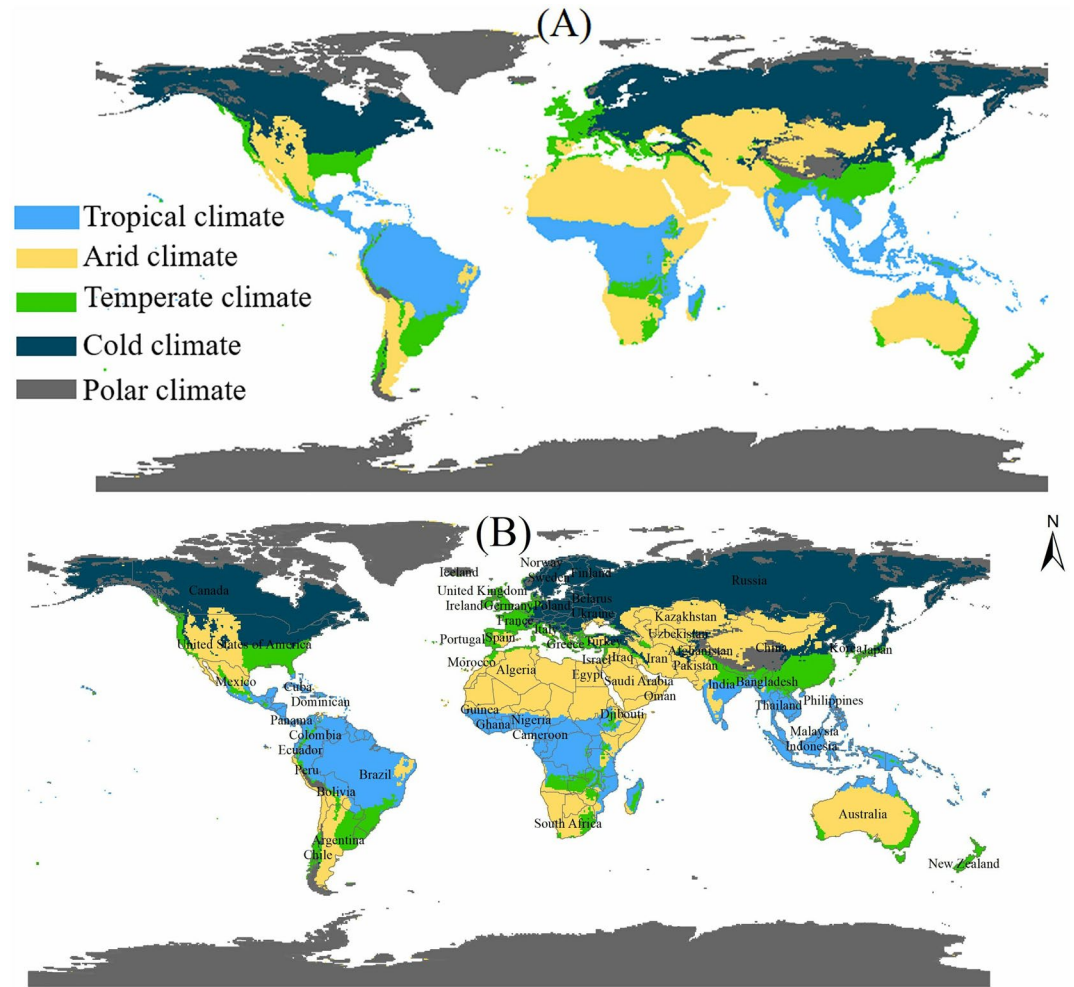 (A)
Tropical climate
Arid climate
Temperate climate
Cold climate
Polar climate
(B)
N
Norway
Iceland
Sweden
Finland
Russia
Canada
United Kingdom
Belarus
Ireland
Germany
Poland
Ukraine
France
Kazakhstan
Italy
Uzbekistan
United States of America
Portugal
Spain
Greece
Turkey
Afghanistan
China
Korea
Japan
Morocco
Algeria
Israel
Iraq
Iran
Pakistan
Egypt
Saudi Arabia
India
Bangladesh
Mexico
Cuba
Dominican
Oman
Thailand
Philippines
Guinea
Ghana
Nigeria
Djibouti
Panama
Colombia
Cameroon
Malaysia
Indonesia
Ecuador
Peru
Brazil
Bolivia
Australia
South Africa
Argentina
Chile
New Zealand